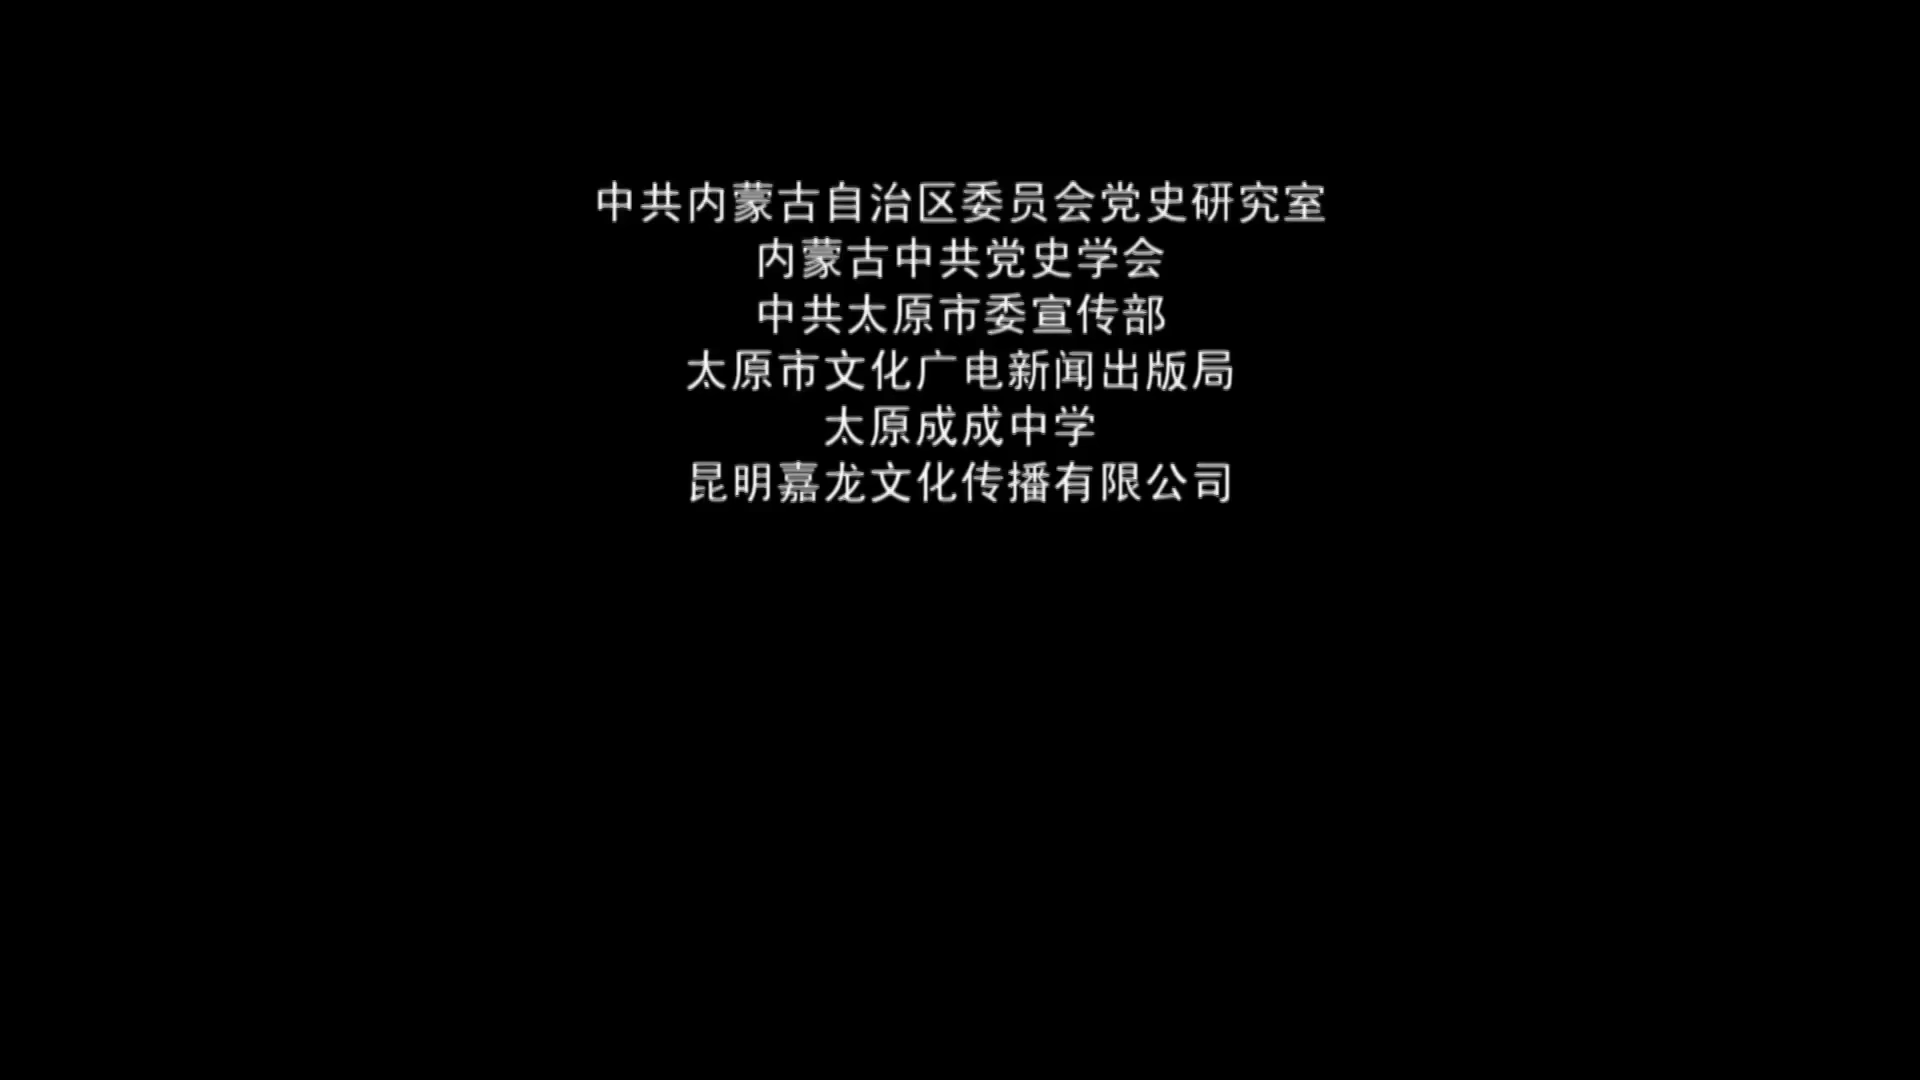 中共内蒙古自治区委员会党史研究室
内蒙古中共党史学会
中共太原市委宣传部
太原市文化广电新闻出版局
太原成成中学
昆明嘉龙文化传播有限公司